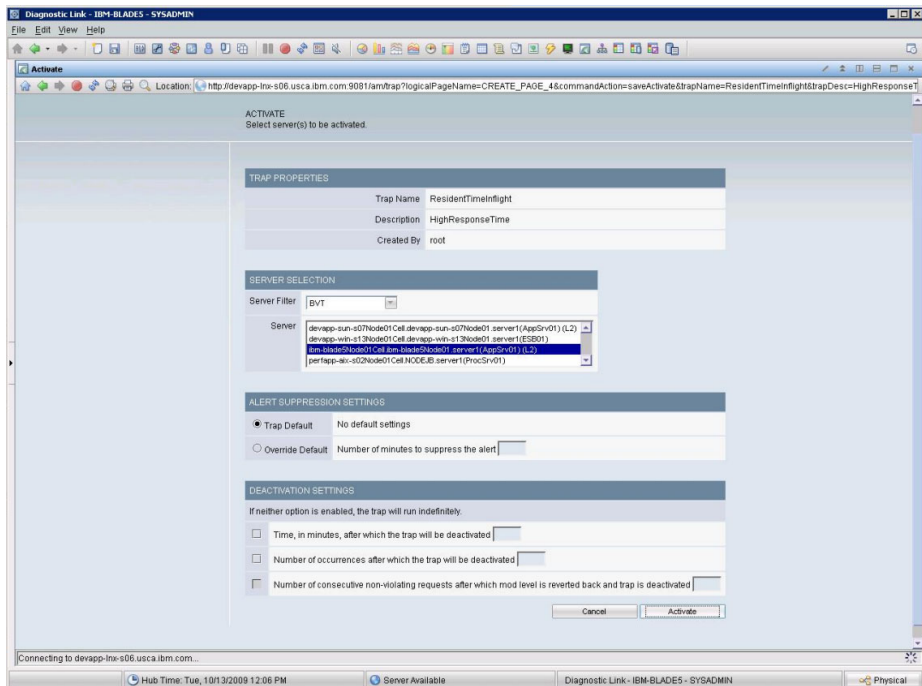 Diagnostic Link - IBM-BLADE5 - SYSADMIN
File Edit View Help
Activate
Location: http://devapp-lnx-s06.usca.ibm.com:9081/am/trap?logicalPageName=CREATE_PAGE_4&commandAction=saveActivate&trapName=ResidentTimeInflight&trapDesc=HighResponseT
ACTIVATE
Select server(s) to be activated.
TRAP PROPERTIES
Trap Name ResidentTimeInflight
Description HighResponseTime
Created By root
SERVER SELECTION
Server Filter BVT
Server devapp-sun-s07Node01Cell.devapp-sun-s07Node01.server1(AppSrv01) (L2)
devapp-win-s13Node01Cell.devapp-win-s13Node01.server1(ESB01)
ibm-blade5Node01Cell.ibm-blade5Node01.server1(AppSrv01) (L2)
perfapp-aix-s02Node01Cell.NODEJB.server1(ProcSrv01)
ALERT SUPPRESSION SETTINGS
Trap Default No default settings
Override Default Number of minutes to suppress the alert
DEACTIVATION SETTINGS
If neither option is enabled, the trap will run indefinitely.
Time, in minutes, after which the trap will be deactivated
Number of occurrences after which the trap will be deactivated
Number of consecutive non-violating requests after which mod level is reverted back and trap is deactivated
Cancel Activate
Connecting to devapp-lnx-s06.usca.ibm.com...
Hub Time: Tue, 10/13/2009 12:06 PM Server Available Diagnostic Link - IBM-BLADE5 - SYSADMIN Physical